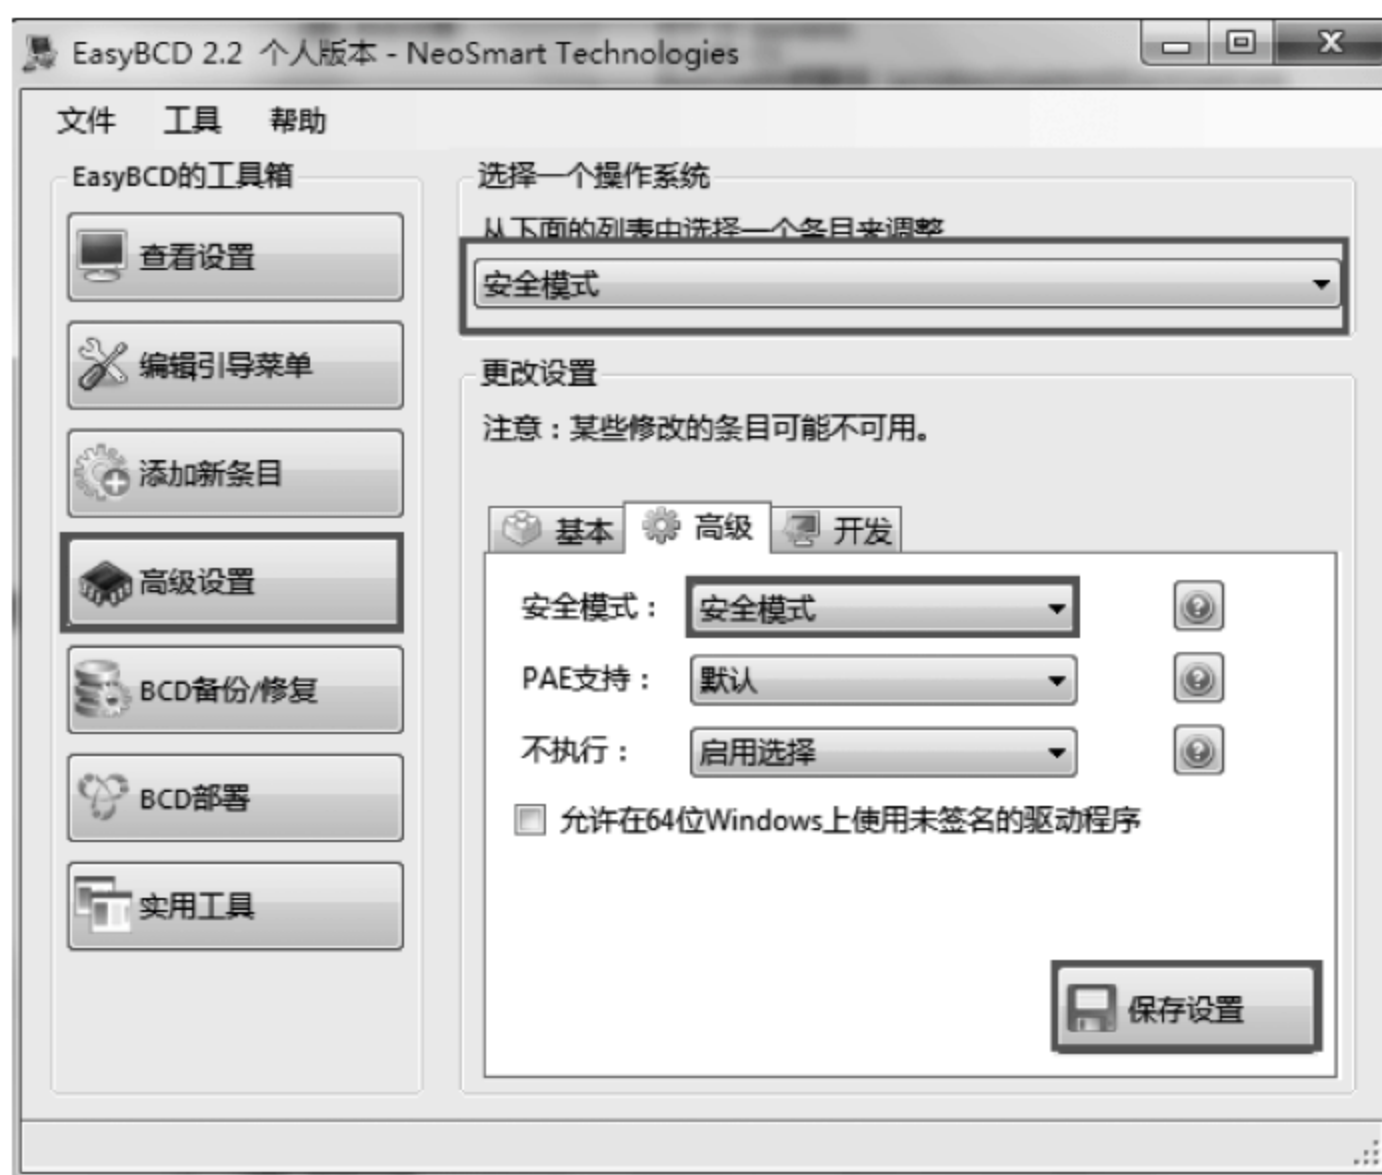 EasyBCD 2.2 个人版本 - NeoSmart Technologies
文件 工具 帮助
EasyBCD的工具箱
查看设置
编辑引导菜单
添加新条目
高级设置
BCD备份/修复
BCD部署
实用工具
选择一个操作系统
从下面的列表中选择一个条目来调整
安全模式
更改设置
注意：某些修改的条目可能不可用。
基本 高级 开发
安全模式： 安全模式
PAE支持： 默认
不执行： 启用选择
允许在64位Windows上使用未签名的驱动程序
保存设置